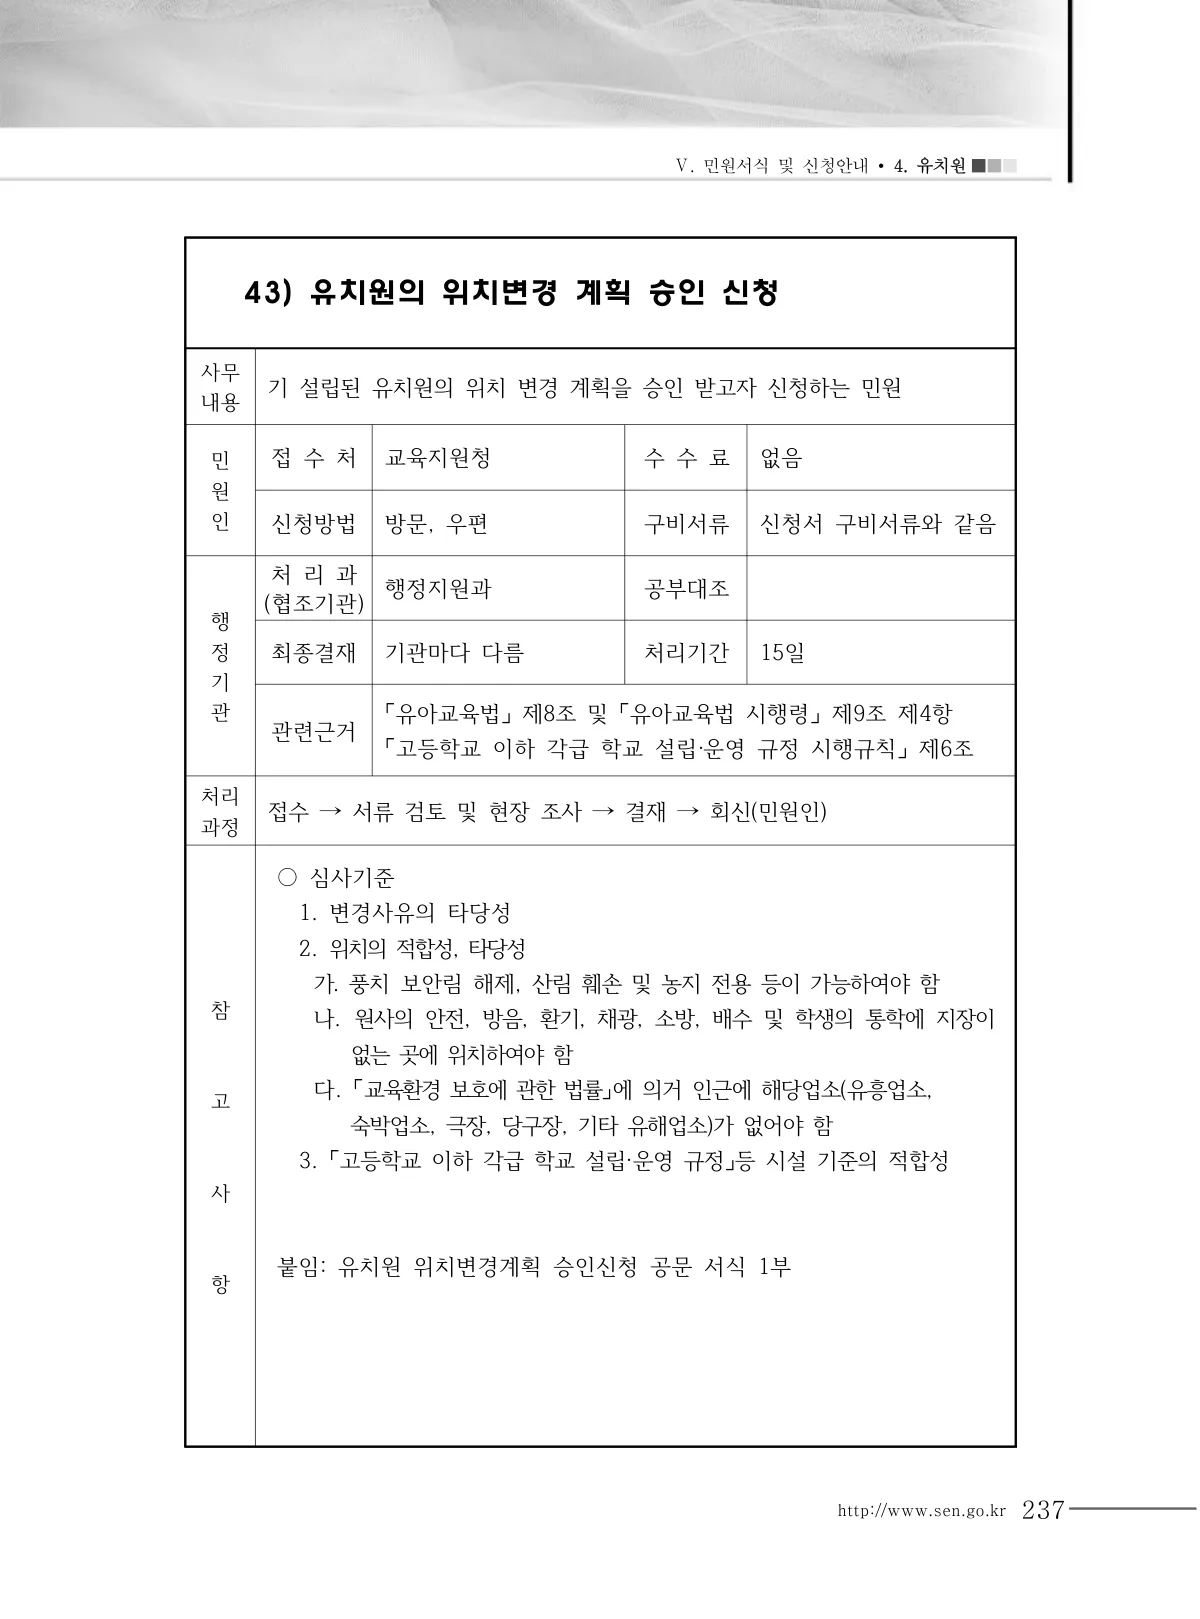 Ⅴ. 민원서식 및 신청안내 • 4. 유치원
43) 유치원의 위치변경 계획 승인 신청
사무
내용
기 설립된 유치원의 위치 변경 계획을 승인 받고자 신청하는 민원
민
원
인
접 수 처
교육지원청
수 수 료
없음
신청방법
방문, 우편
구비서류
신청서 구비서류와 같음
행
정
기
관
처 리 과
(협조기관)
행정지원과
공부대조
최종결재
기관마다 다름
처리기간
15일
관련근거
「유아교육법」 제8조 및 「유아교육법 시행령」 제9조 제4항
「고등학교 이하 각급 학교 설립·운영 규정 시행규칙」 제6조
처리
과정
접수 → 서류 검토 및 현장 조사 → 결재 → 회신(민원인)
참
고
사
항
○ 심사기준
1. 변경사유의 타당성
2. 위치의 적합성, 타당성
가. 풍치 보안림 해제, 산림 훼손 및 농지 전용 등이 가능하여야 함
나. 원사의 안전, 방음, 환기, 채광, 소방, 배수 및 학생의 통학에 지장이
없는 곳에 위치하여야 함
다. 「교육환경 보호에 관한 법률」에 의거 인근에 해당업소(유흥업소,
숙박업소, 극장, 당구장, 기타 유해업소)가 없어야 함
3. 「고등학교 이하 각급 학교 설립·운영 규정」등 시설 기준의 적합성
붙임: 유치원 위치변경계획 승인신청 공문 서식 1부
http://www.sen.go.kr 237